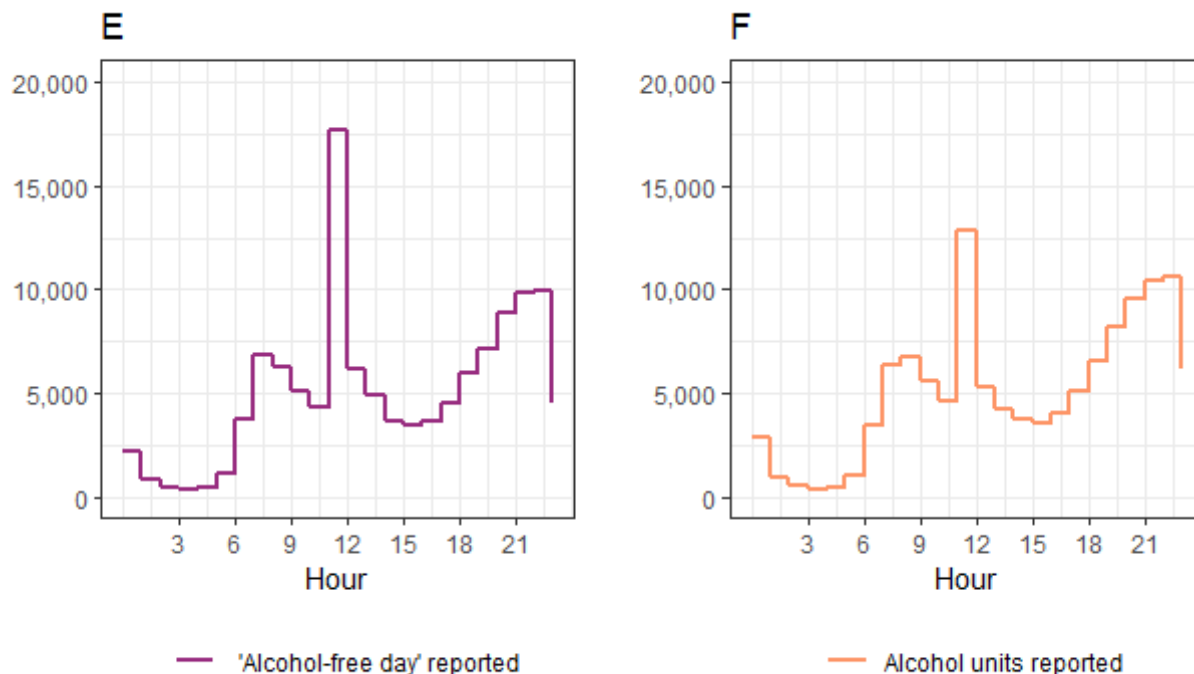 E
20,000
15,000
10,000
5,000
0
3 6 9 12 15 18 21
Hour
'Alcohol-free day' reported
F
20,000
15,000
10,000
5,000
0
3 6 9 12 15 18 21
Hour
Alcohol units reported